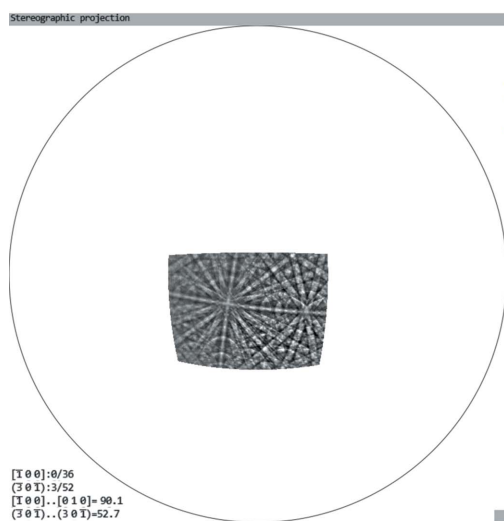 Stereographic projection
[1̅ 0 0]:0/36
(3̅ 0 1̅):3/52
[1̅ 0 0]..[0 1 0]= 90.1
(3̅ 0 1̅)..(3 0 1̅)=52.7